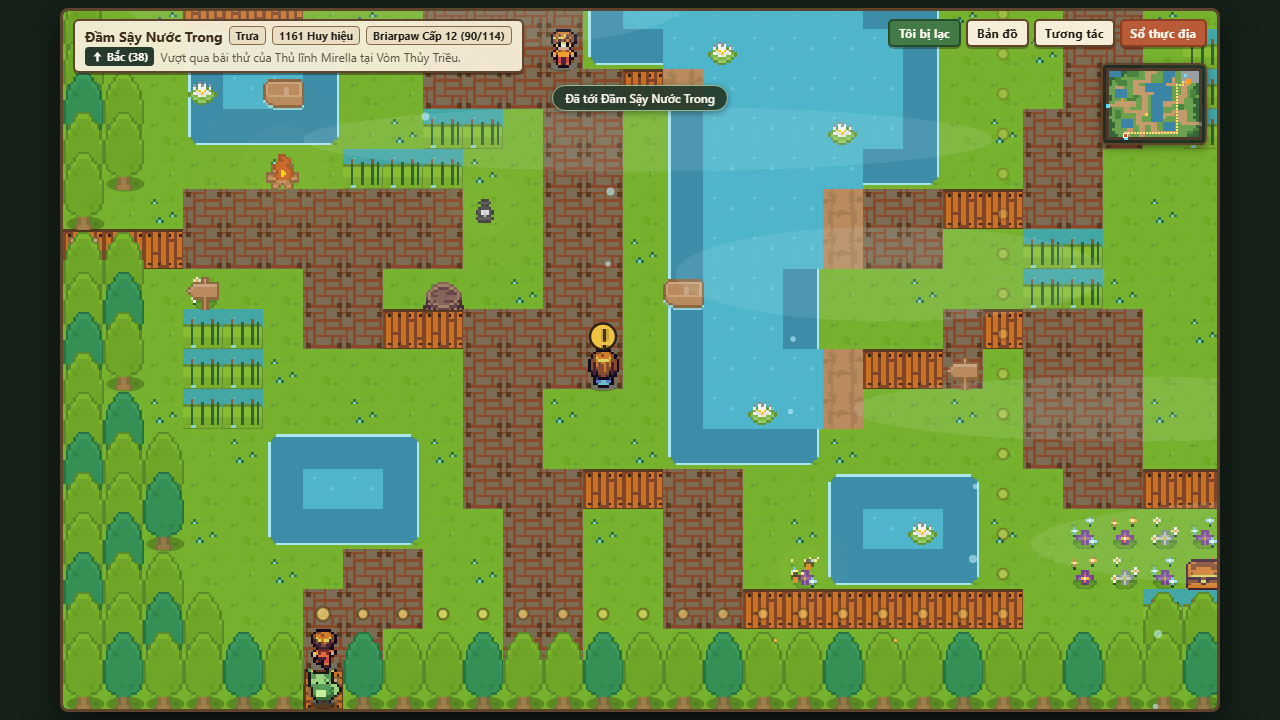 Đầm Sậy Nước Trong
Trưa
1161 Huy hiệu
Briarpaw Cấp 12 (90/114)
Bắc (38)
Vượt qua bài thử của Thủ lĩnh Mirella tại Vòm Thủy Triều.
Tôi bị lạc
Bản đồ
Tương tác
Sổ thực địa
Đã tới Đầm Sậy Nước Trong